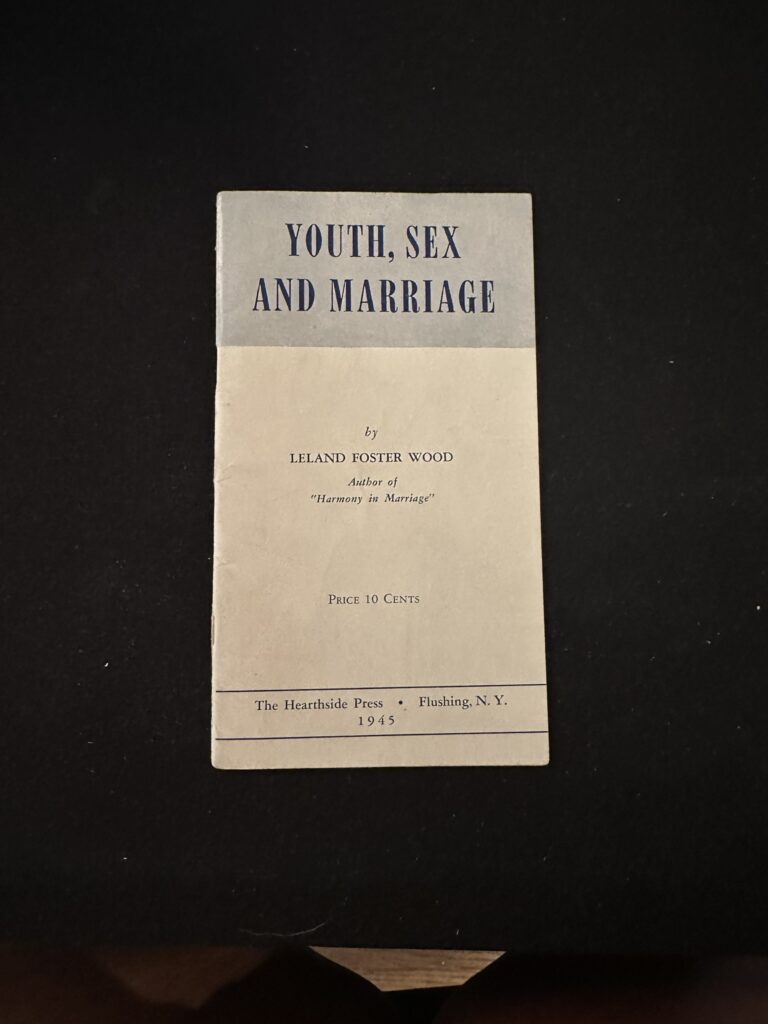 YOUTH, SEX
AND MARRIAGE
by
LELAND FOSTER WOOD
Author of
"Harmony in Marriage"
PRICE 10 CENTS
The Hearthside Press • Flushing, N. Y.
1945